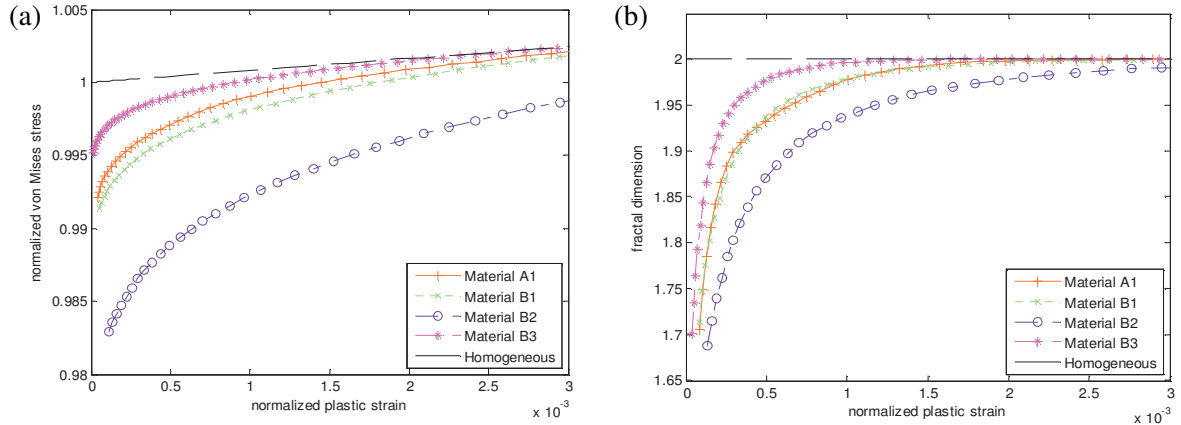 (a)
normalized von Mises stress
1.005
1
0.995
0.99
0.985
0.98
0
0.5
1
1.5
2
2.5
3
x 10⁻³
normalized plastic strain
Material A1
Material B1
Material B2
Material B3
Homogeneous
(b)
fractal dimension
2
1.95
1.9
1.85
1.8
1.75
1.7
1.65
0
0.5
1
1.5
2
2.5
3
x 10⁻³
normalized plastic strain
Material A1
Material B1
Material B2
Material B3
Homogeneous